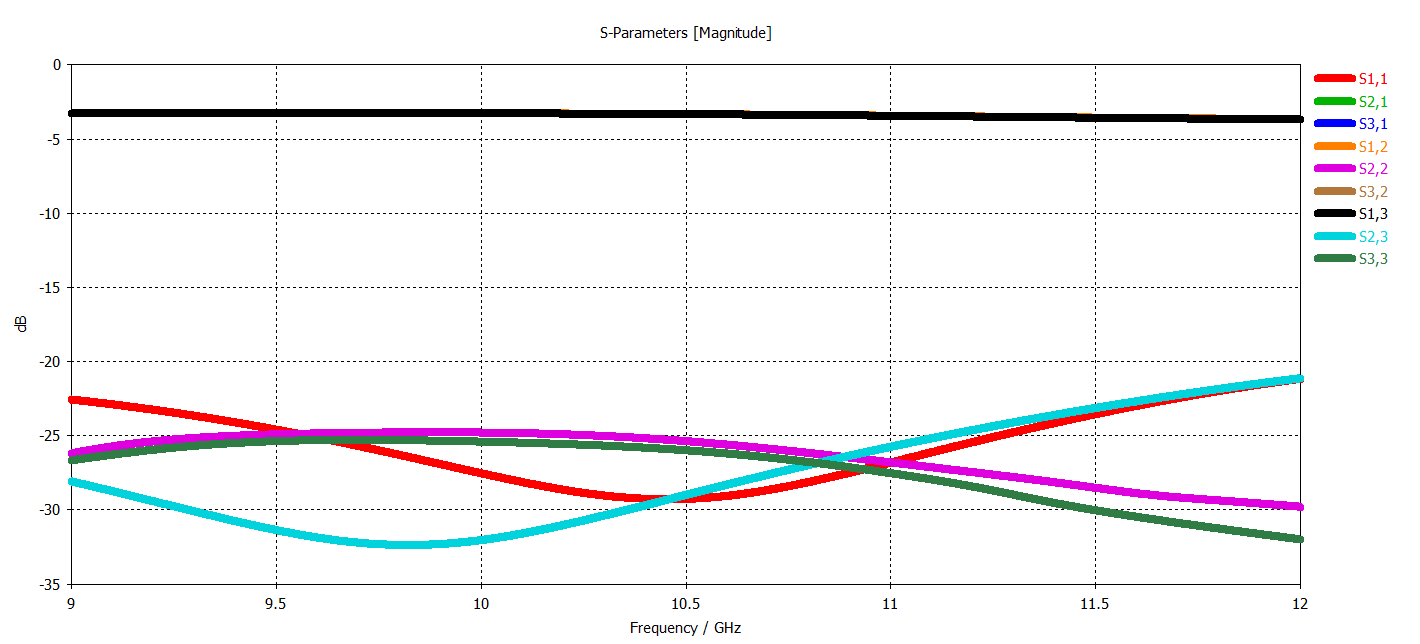 S-Parameters [Magnitude]
0
-5
-10
-15
-20
-25
-30
-35
dB
9
9.5
10
10.5
11
11.5
12
Frequency / GHz
S1,1
S2,1
S3,1
S1,2
S2,2
S3,2
S1,3
S2,3
S3,3